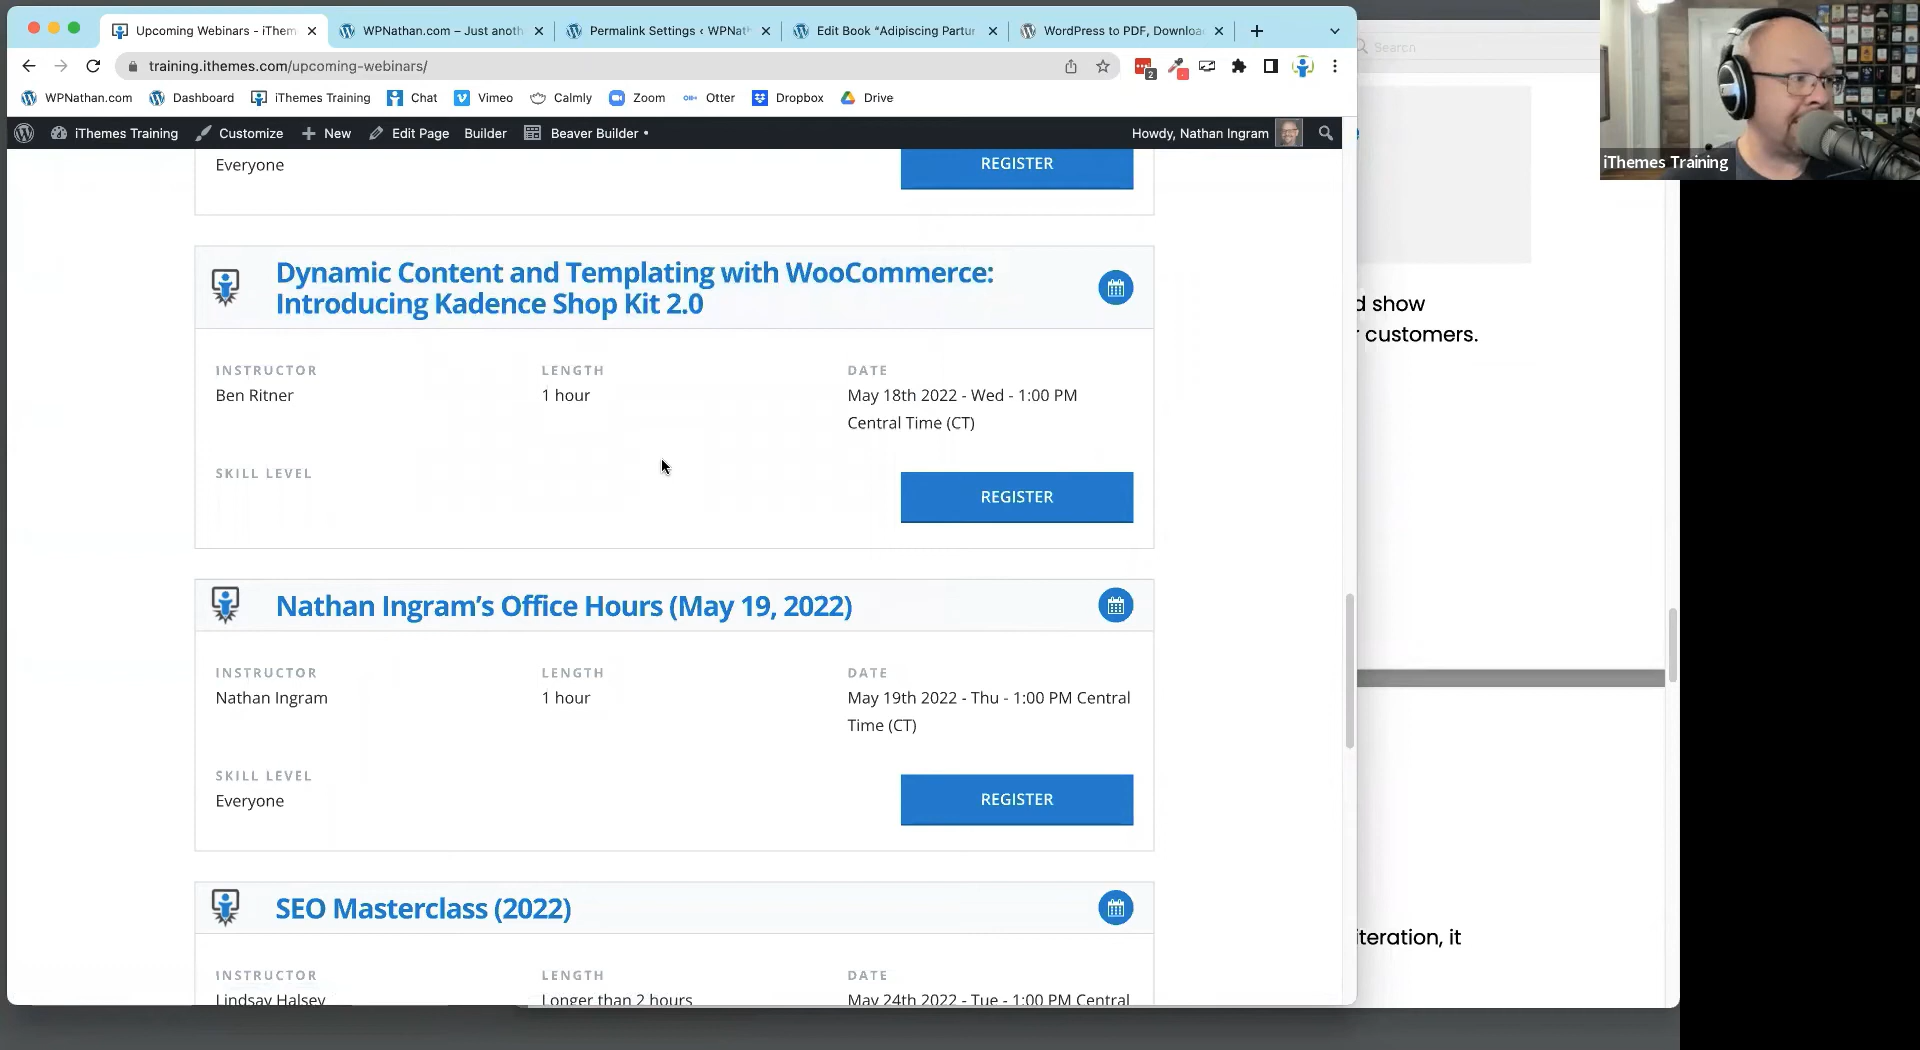 Upcoming Webinars - iThem
WPNathan.com – Just anoth
Permalink Settings ‹ WPNat
Edit Book “Adipiscing Partur
WordPress to PDF, Downloa
training.ithemes.com/upcoming-webinars/
2
Search
WPNathan.com
Dashboard
iThemes Training
Chat
Vimeo
Calmly
Zoom
Otter
Dropbox
Drive
iThemes Training
Customize
New
Edit Page
Builder
Beaver Builder •
Howdy, Nathan Ingram
iThemes Training
Everyone
REGISTER
Dynamic Content and Templating with WooCommerce:
Introducing Kadence Shop Kit 2.0
INSTRUCTOR
Ben Ritner
LENGTH
1 hour
DATE
May 18th 2022 - Wed - 1:00 PM
Central Time (CT)
SKILL LEVEL
REGISTER
d show
customers.
Nathan Ingram’s Office Hours (May 19, 2022)
INSTRUCTOR
Nathan Ingram
LENGTH
1 hour
DATE
May 19th 2022 - Thu - 1:00 PM Central
Time (CT)
SKILL LEVEL
Everyone
REGISTER
SEO Masterclass (2022)
iteration, it
INSTRUCTOR
Lindsay Halsey
LENGTH
Longer than 2 hours
DATE
May 24th 2022 - Tue - 1:00 PM Central